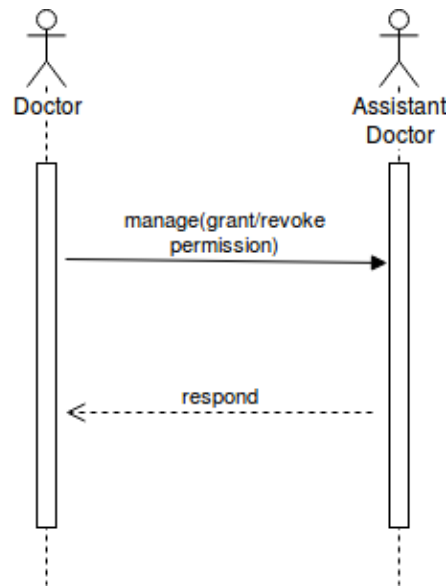 Doctor
Assistant
Doctor
manage(grant/revoke
permission)
respond